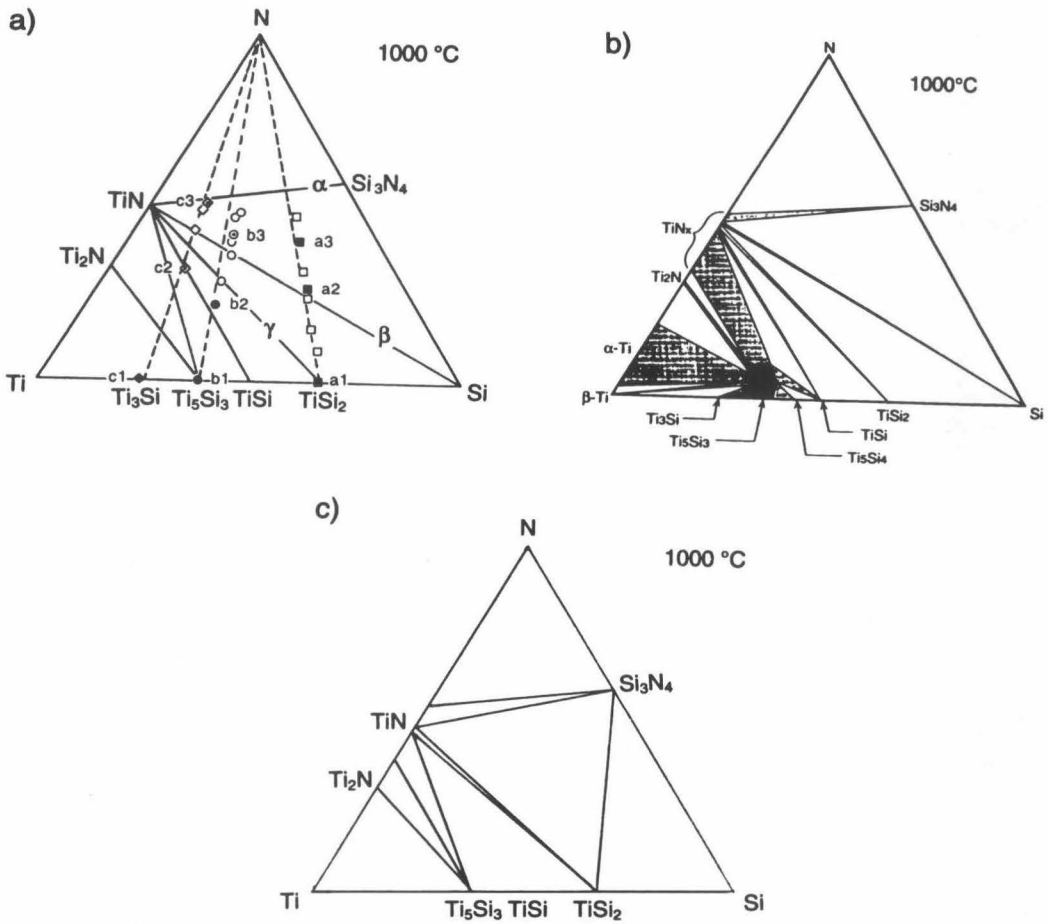 a)
N
1000 °C
TiN
c3
α
Si₃N₄
Ti₂N
c2
b3
a3
b2
a2
γ
β
Ti
c1
b1
a1
Si
Ti₃Si
Ti₅Si₃
TiSi
TiSi₂
b)
N
1000°C
Si₃N₄
TiNₓ
Ti₂N
α-Ti
β-Ti
Ti₃Si
Ti₅Si₃
Ti₅Si₄
TiSi
TiSi₂
Si
c)
N
1000 °C
Si₃N₄
TiN
Ti₂N
Ti
Ti₅Si₃ TiSi TiSi₂
Si